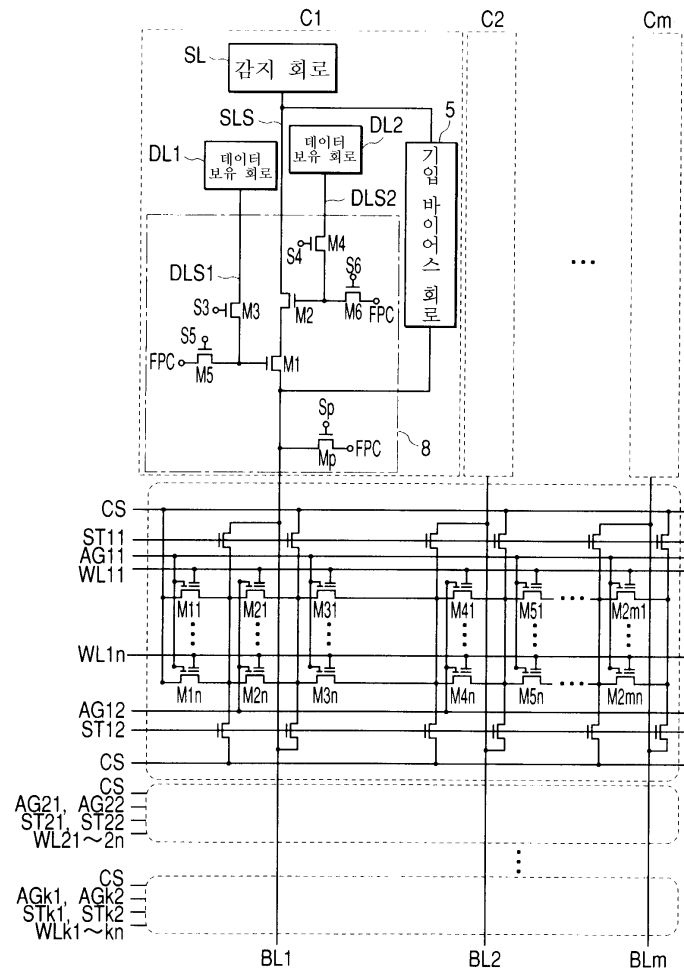 C1 C2 Cm
SL 감지 회로
SLS
DL1 데이터
보유 회로
DL2 데이터
보유 회로
5
기입 바이어스 회로
DLS2
DLS1
S4 M4
S6
S3 M3
M2 M6 FPC
S5
FPC M5 M1
Sp
Mp FPC
8
CS
ST11
AG11
WL11
M11 M21 M31 M41 M51 M2m1
WL1n
M1n M2n M3n M4n M5n M2mn
AG12
ST12
CS
CS
AG21, AG22
ST21, ST22
WL21~2n
CS
AGk1, AGk2
STk1, STk2
WLk1~kn
BL1 BL2 BLm